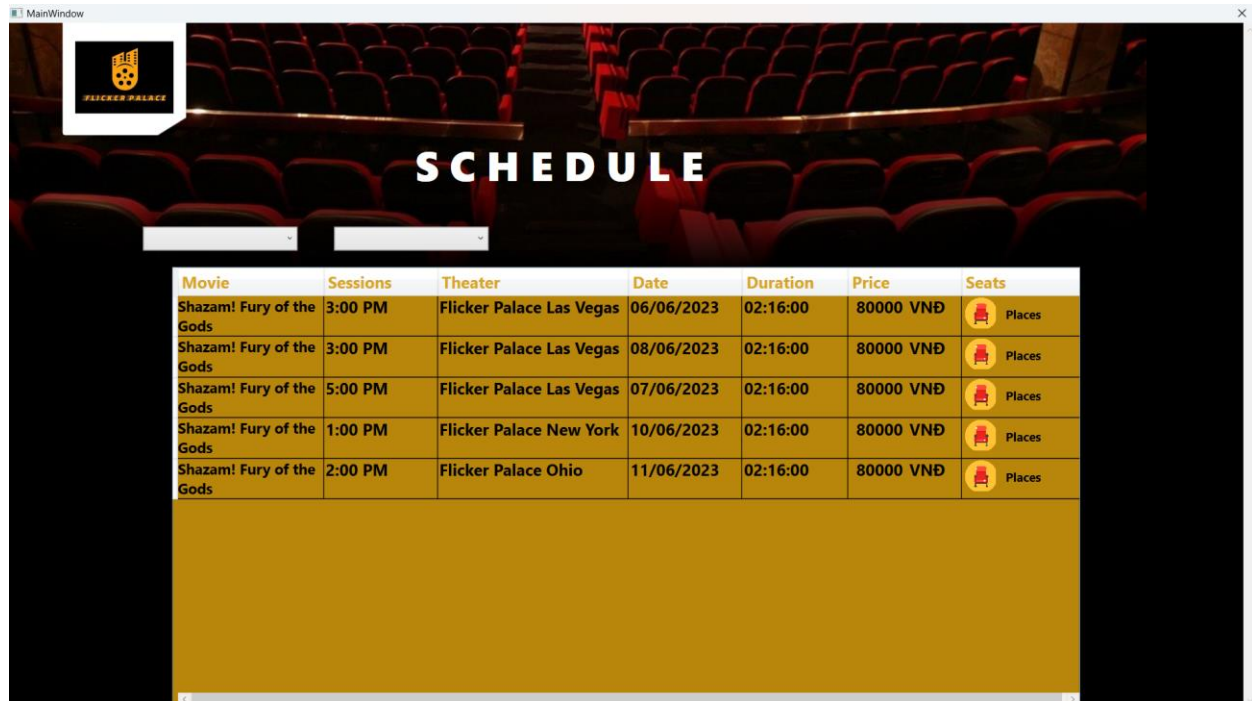 MainWindow
FLICKER PALACE
SCHEDULE
Movie Sessions Theater Date Duration Price Seats
Shazam! Fury of the Gods 3:00 PM Flicker Palace Las Vegas 06/06/2023 02:16:00 80000 VNĐ Places
Shazam! Fury of the Gods 3:00 PM Flicker Palace Las Vegas 08/06/2023 02:16:00 80000 VNĐ Places
Shazam! Fury of the Gods 5:00 PM Flicker Palace Las Vegas 07/06/2023 02:16:00 80000 VNĐ Places
Shazam! Fury of the Gods 1:00 PM Flicker Palace New York 10/06/2023 02:16:00 80000 VNĐ Places
Shazam! Fury of the Gods 2:00 PM Flicker Palace Ohio 11/06/2023 02:16:00 80000 VNĐ Places